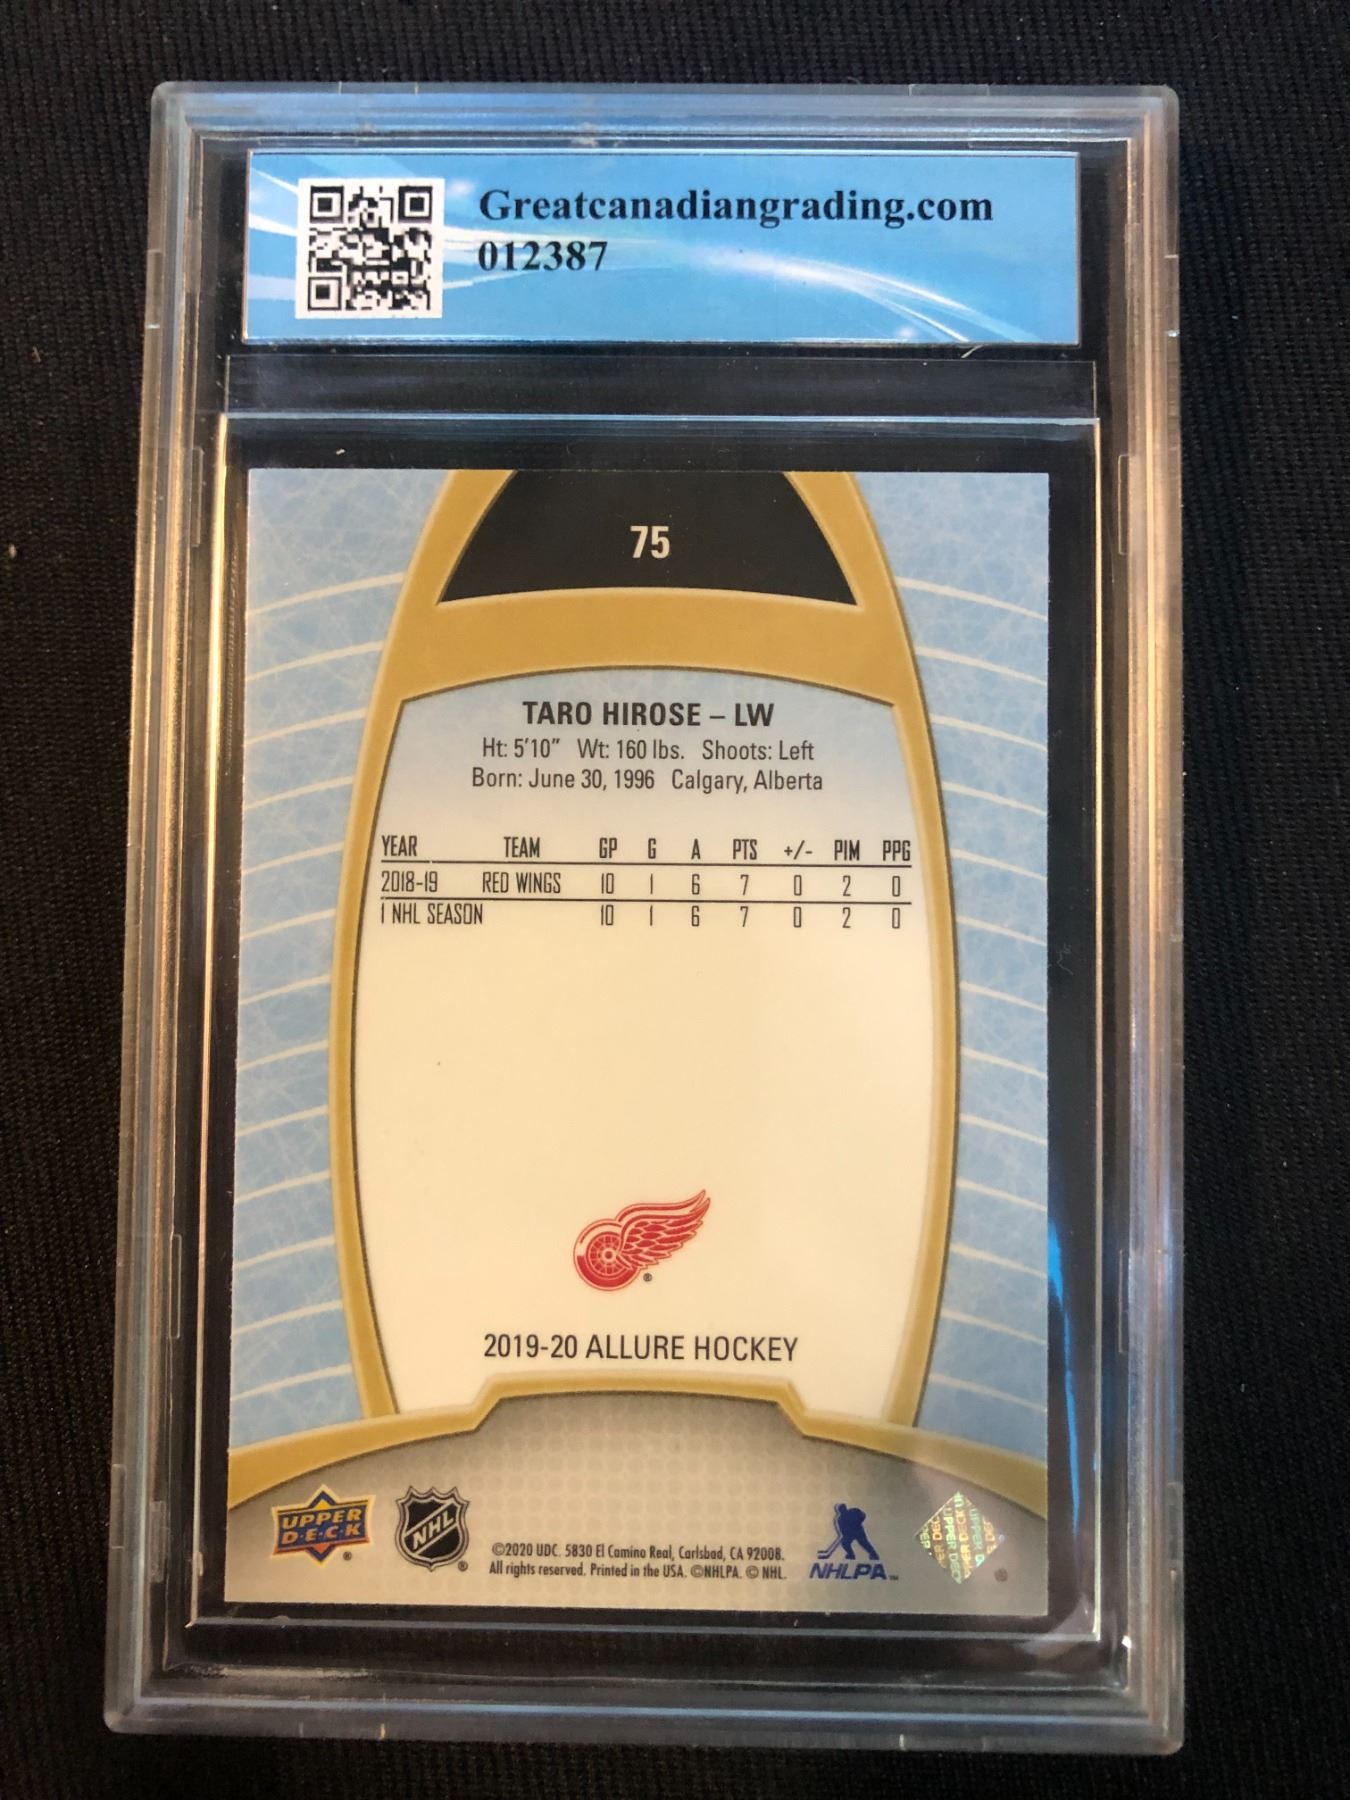 Greatcanadiangrading.com
012387
75
TARO HIROSE – LW
Ht: 5'10" Wt: 160 lbs. Shoots: Left
Born: June 30, 1996 Calgary, Alberta
YEAR TEAM GP G A PTS +/- PIM PPG
2018-19 RED WINGS 10 1 6 7 0 2 0
1 NHL SEASON 10 1 6 7 0 2 0
®
2019-20 ALLURE HOCKEY
UPPER
D·E·C·K
®
NHL
®
©2020 UDC. 5830 El Camino Real, Carlsbad, CA 92008.
All rights reserved. Printed in the USA. ©NHLPA. © NHL.
NHLPA™
UPPER DECK
®